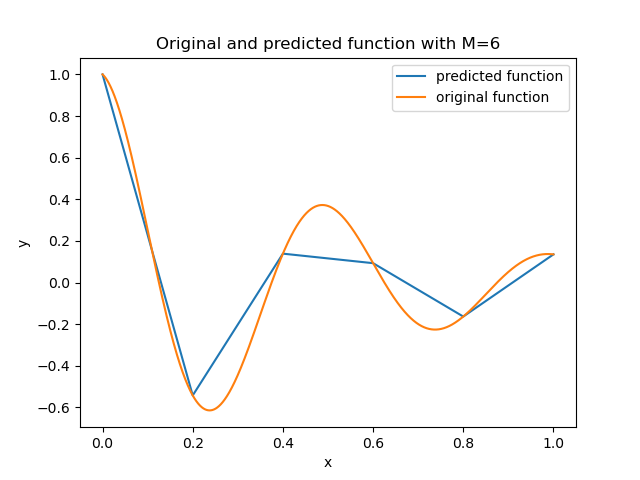 Original and predicted function with M=6
predicted function
original function
y
1.0
0.8
0.6
0.4
0.2
0.0
−0.2
−0.4
−0.6
0.0 0.2 0.4 0.6 0.8 1.0
x